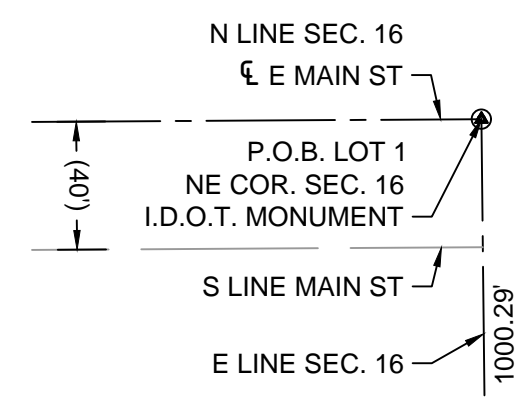 N LINE SEC. 16
℄ E MAIN ST
(40')
P.O.B. LOT 1
NE COR. SEC. 16
I.D.O.T. MONUMENT
S LINE MAIN ST
E LINE SEC. 16
1000.29'